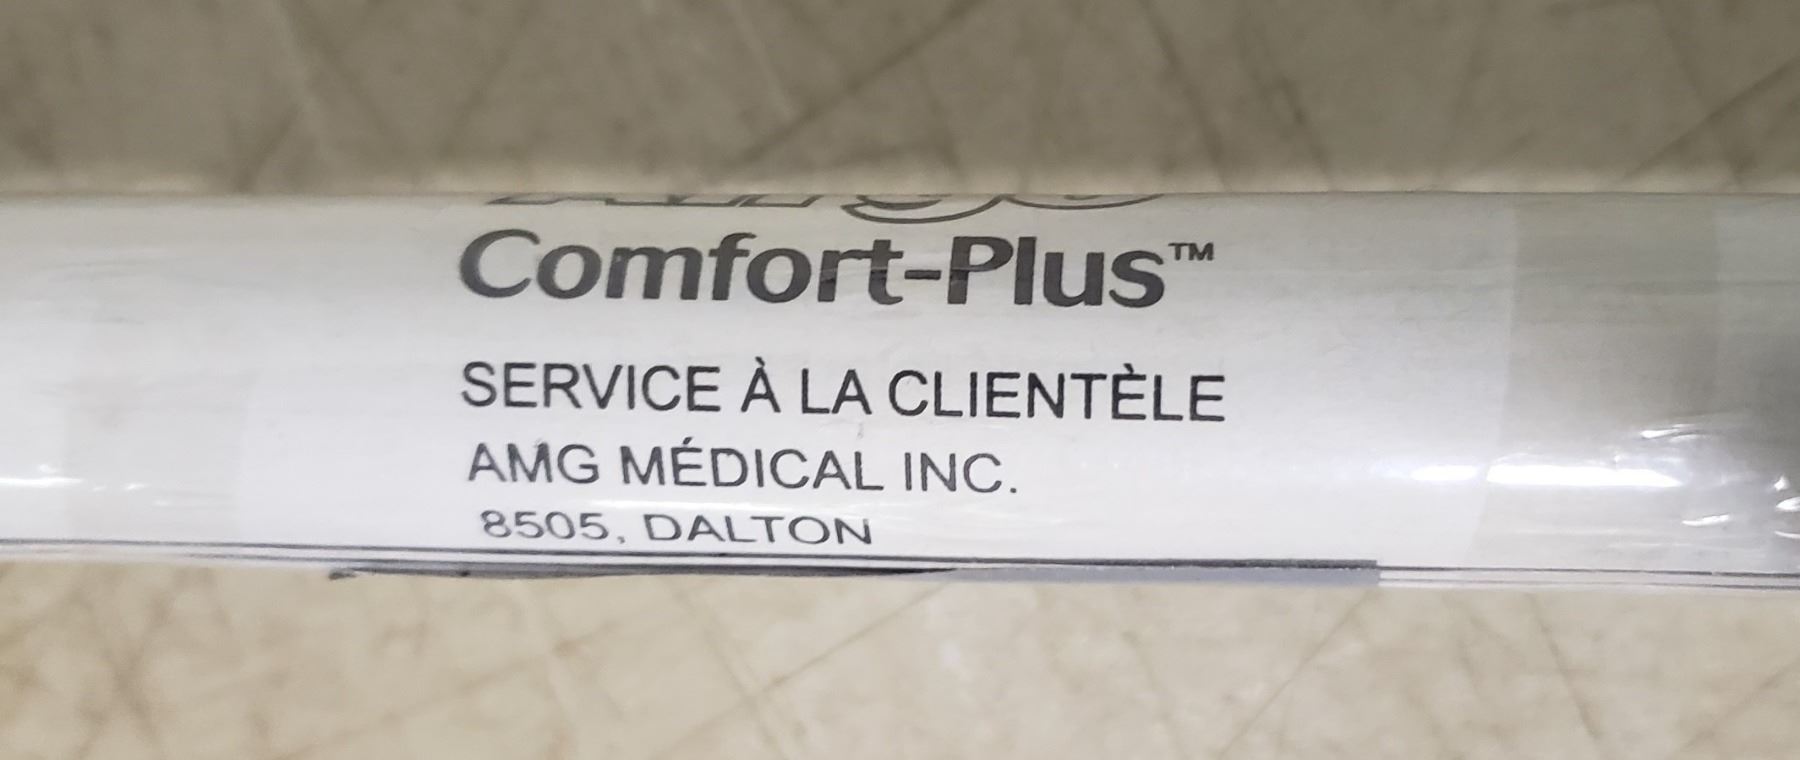 Comfort-Plus™
SERVICE À LA CLIENTÈLE
AMG MÉDICAL INC.
8505, DALTON